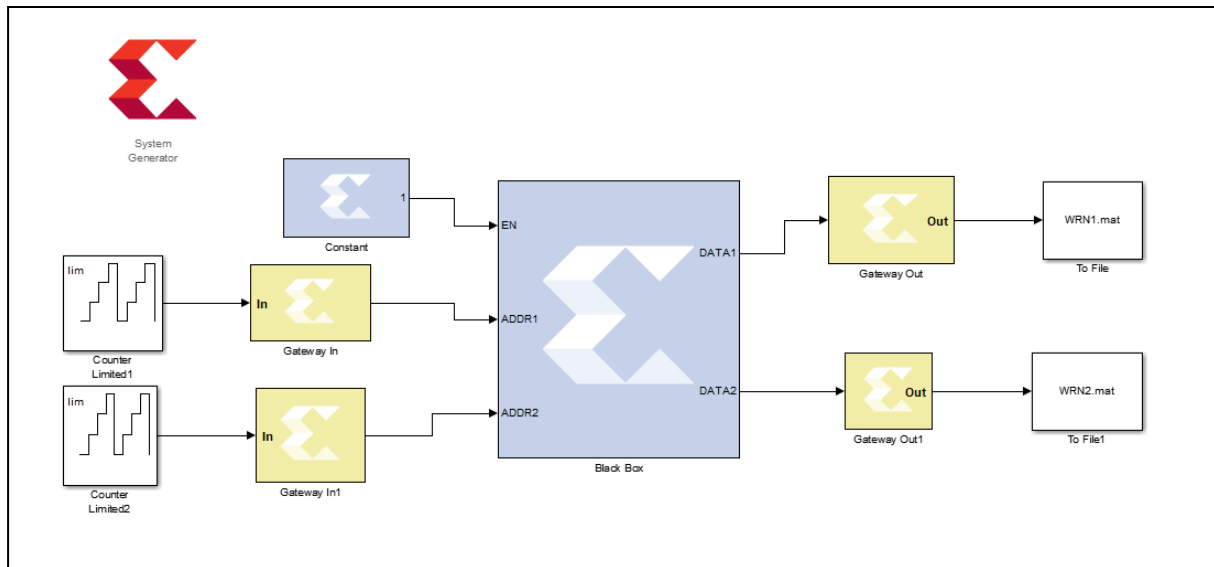 System
Generator
1
Constant
lim
Counter
Limited1
In
Gateway In
lim
Counter
Limited2
In
Gateway In1
EN
ADDR1
ADDR2
DATA1
DATA2
Black Box
Out
Gateway Out
WRN1.mat
To File
Out
Gateway Out1
WRN2.mat
To File1